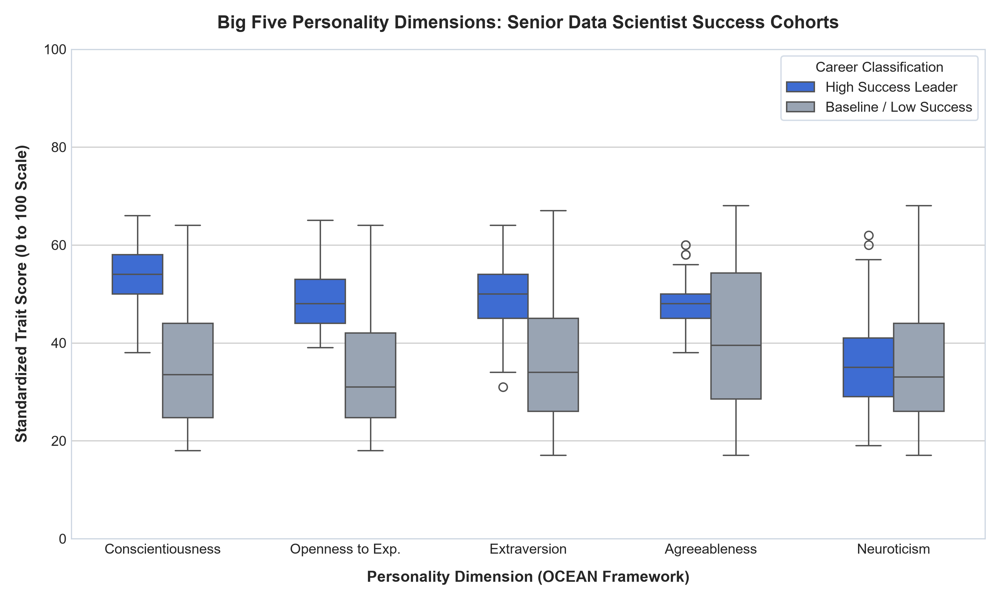 Big Five Personality Dimensions: Senior Data Scientist Success Cohorts
Standardized Trait Score (0 to 100 Scale)
100
80
60
40
20
0
Career Classification
High Success Leader
Baseline / Low Success
Conscientiousness
Openness to Exp.
Extraversion
Agreeableness
Neuroticism
Personality Dimension (OCEAN Framework)